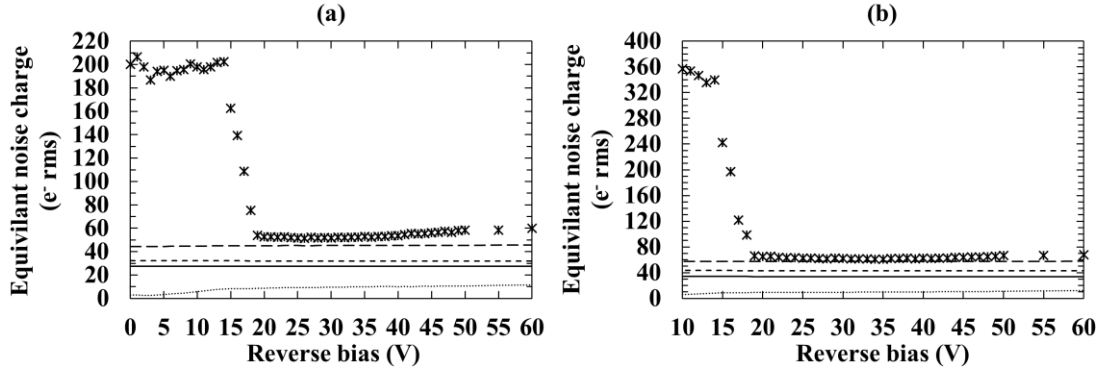 (a)
Equivilant noise charge
(e⁻ rms)
220
200
180
160
140
120
100
80
60
40
20
0
0 5 10 15 20 25 30 35 40 45 50 55 60
Reverse bias (V)
(b)
Equivilant noise charge
(e⁻ rms)
400
360
320
280
240
200
160
120
80
40
0
10 15 20 25 30 35 40 45 50 55 60
Reverse bias (V)